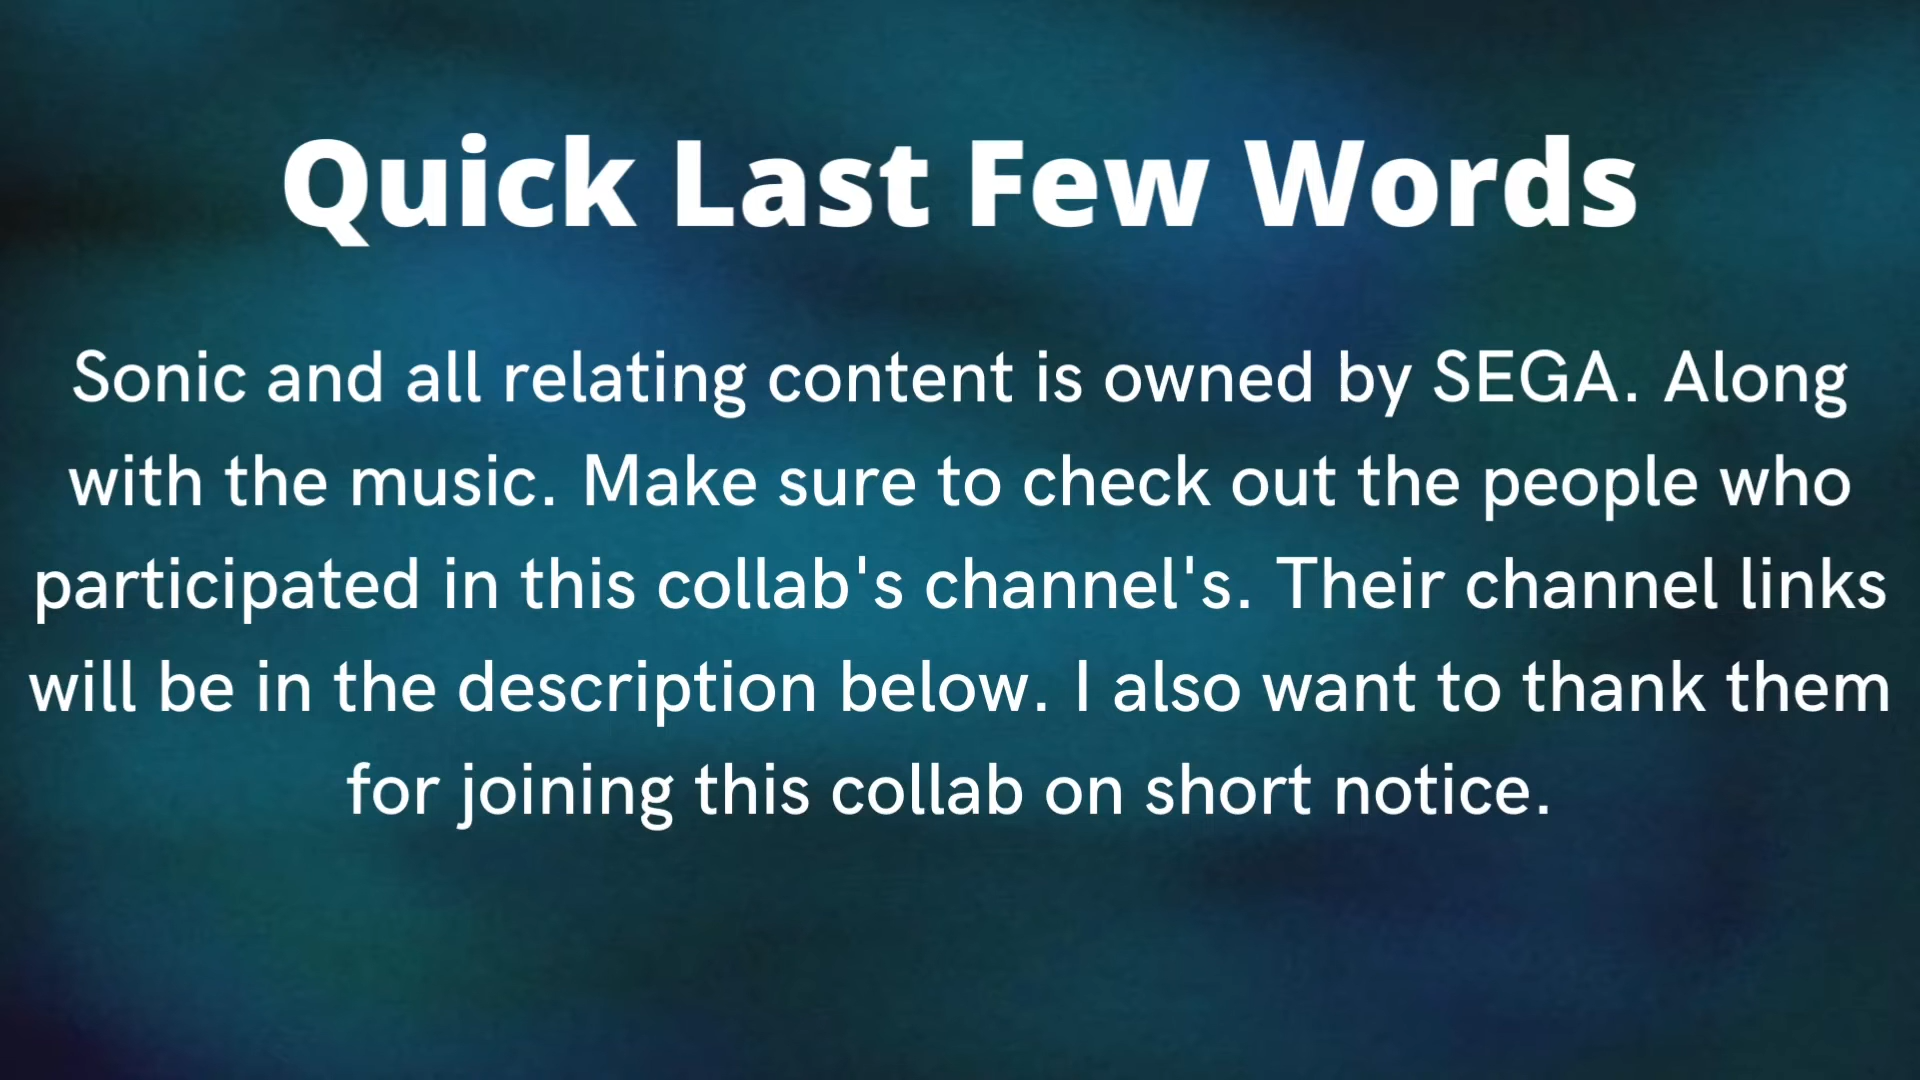 Quick Last Few Words
Sonic and all relating content is owned by SEGA. Along
with the music. Make sure to check out the people who
participated in this collab's channel's. Their channel links
will be in the description below. I also want to thank them
for joining this collab on short notice.